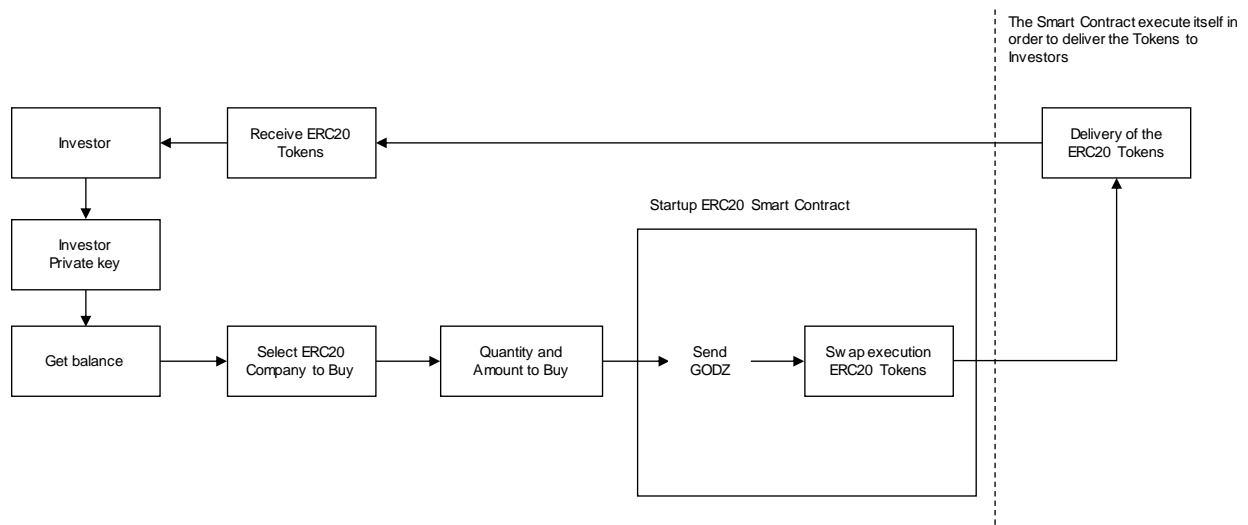 The Smart Contract execute itself in
order to deliver the Tokens to
Investors
Investor
Receive ERC20
Tokens
Delivery of the
ERC20 Tokens
Startup ERC20 Smart Contract
Investor
Private key
Get balance
Select ERC20
Company to Buy
Quantity and
Amount to Buy
Send
GODZ
Swap execution
ERC20 Tokens